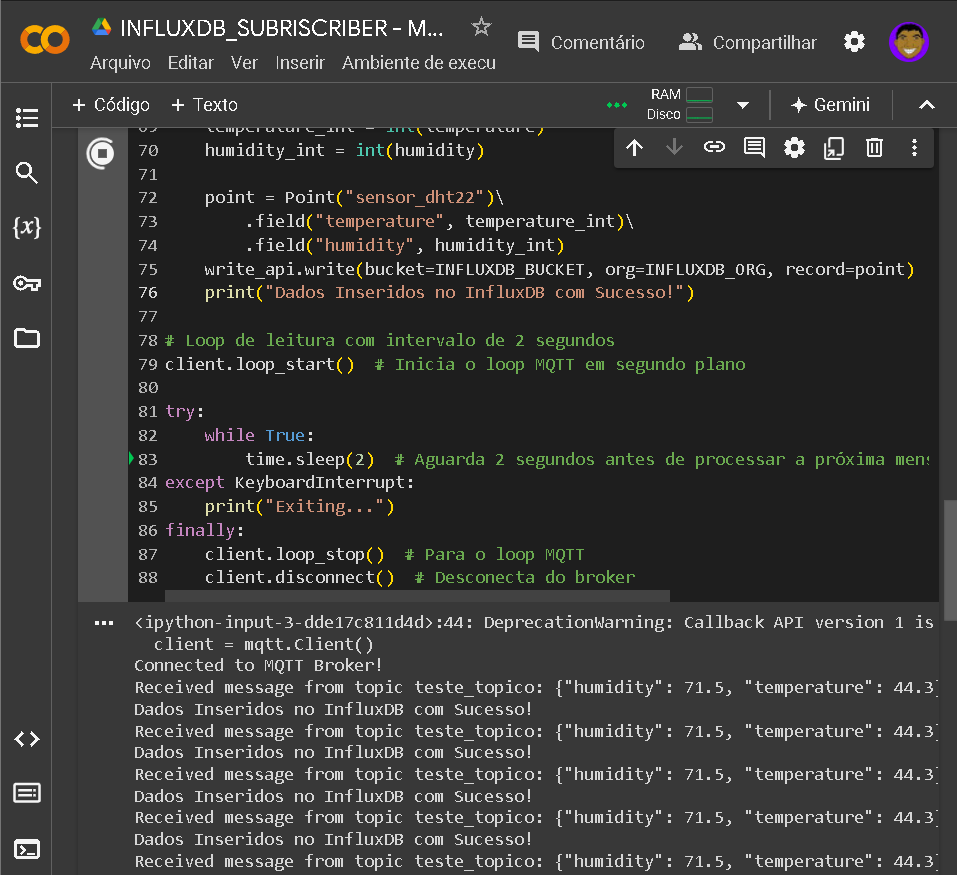 INFLUXDB_SUBRISCRIBER - M...
Comentário
Compartilhar
Arquivo Editar Ver Inserir Ambiente de execu
+ Código + Texto
RAM
Disco
Gemini
69 temperature_int = int(temperature)
70 humidity_int = int(humidity)
71
72 point = Point("sensor_dht22")\
73 .field("temperature", temperature_int)\
74 .field("humidity", humidity_int)
75 write_api.write(bucket=INFLUXDB_BUCKET, org=INFLUXDB_ORG, record=point)
76 print("Dados Inseridos no InfluxDB com Sucesso!")
77
78 # Loop de leitura com intervalo de 2 segundos
79 client.loop_start() # Inicia o loop MQTT em segundo plano
80
81 try:
82 while True:
83 time.sleep(2) # Aguarda 2 segundos antes de processar a próxima mens
84 except KeyboardInterrupt:
85 print("Exiting...")
86 finally:
87 client.loop_stop() # Para o loop MQTT
88 client.disconnect() # Desconecta do broker
<ipython-input-3-dde17c811d4d>:44: DeprecationWarning: Callback API version 1 is
client = mqtt.Client()
Connected to MQTT Broker!
Received message from topic teste_topico: {"humidity": 71.5, "temperature": 44.3}
Dados Inseridos no InfluxDB com Sucesso!
Received message from topic teste_topico: {"humidity": 71.5, "temperature": 44.3}
Dados Inseridos no InfluxDB com Sucesso!
Received message from topic teste_topico: {"humidity": 71.5, "temperature": 44.3}
Dados Inseridos no InfluxDB com Sucesso!
Received message from topic teste_topico: {"humidity": 71.5, "temperature": 44.3}
Dados Inseridos no InfluxDB com Sucesso!
Received message from topic teste_topico: {"humidity": 71.5, "temperature": 44.3}